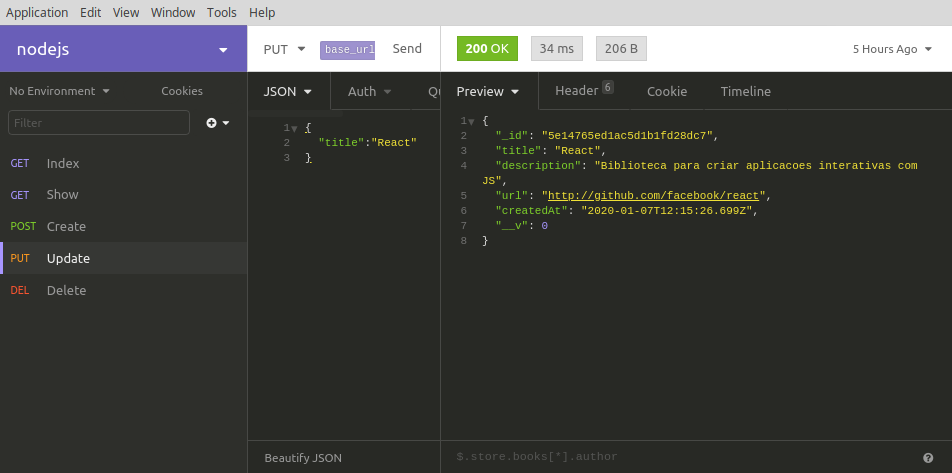 Application Edit View Window Tools Help
nodejs
PUT base_url Send
200 OK 34 ms 206 B 5 Hours Ago
No Environment Cookies
JSON Auth Qu
Preview Header 6 Cookie Timeline
Filter
GET Index
GET Show
POST Create
PUT Update
DEL Delete
1 {
2 "title":"React"
3 }
1 {
2 "_id": "5e14765ed1ac5d1b1fd28dc7",
3 "title": "React",
4 "description": "Biblioteca para criar aplicacoes interativas com
JS",
5 "url": "http://github.com/facebook/react",
6 "createdAt": "2020-01-07T12:15:26.699Z",
7 "__v": 0
8 }
Beautify JSON
$.store.books[*].author